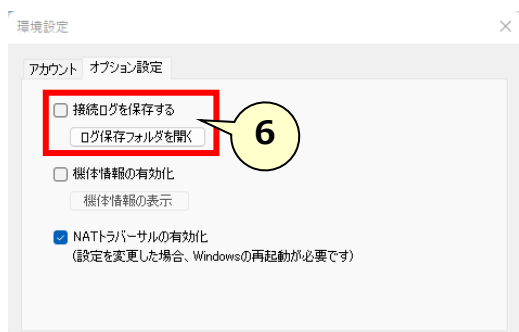 環境設定
アカウント オプション設定
接続ログを保存する
ログ保存フォルダを開く
6
機体情報の有効化
機体情報の表示
NATトラバーサルの有効化
(設定を変更した場合、Windowsの再起動が必要です)